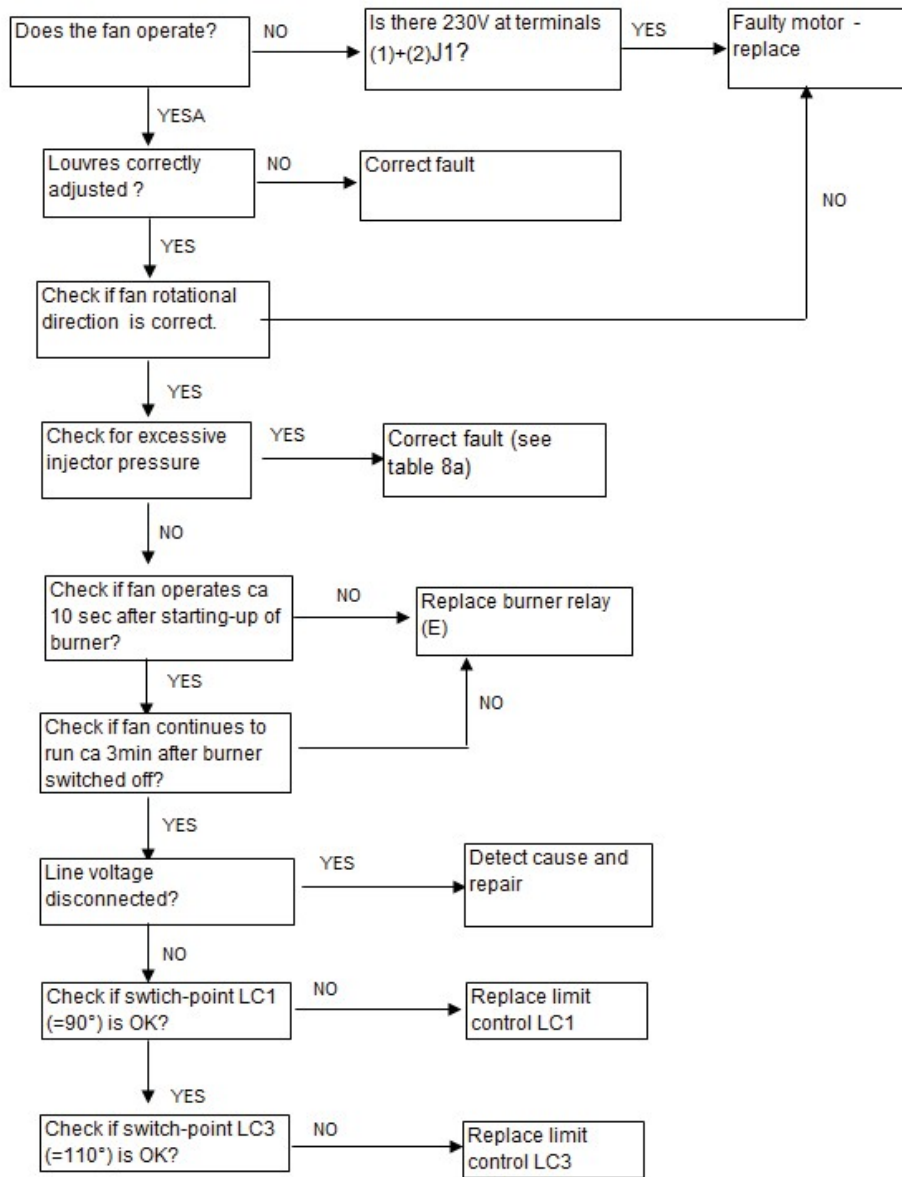 Does the fan operate?
NO
Is there 230V at terminals
(1)+(2)J1?
YES
Faulty motor -
replace
YESA
Louvres correctly
adjusted ?
NO
Correct fault
NO
YES
Check if fan rotational
direction is correct.
YES
Check for excessive
injector pressure
YES
Correct fault (see
table 8a)
NO
Check if fan operates ca
10 sec after starting-up of
burner?
NO
Replace burner relay
(E)
YES
NO
Check if fan continues to
run ca 3min after burner
switched off?
YES
Line voltage
disconnected?
YES
Detect cause and
repair
NO
Check if swtich-point LC1
(=90°) is OK?
NO
Replace limit
control LC1
YES
Check if switch-point LC3
(=110°) is OK?
NO
Replace limit
control LC3